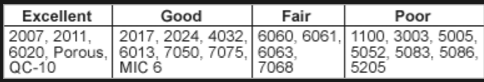 Excellent Good Fair Poor
2007, 2011, 2017, 2024, 4032, 6060, 6061, 1100, 3003, 5005,
6020, Porous, 6013, 7050, 7075, 6063, 5052, 5083, 5086,
QC-10 MIC 6 7068 5205